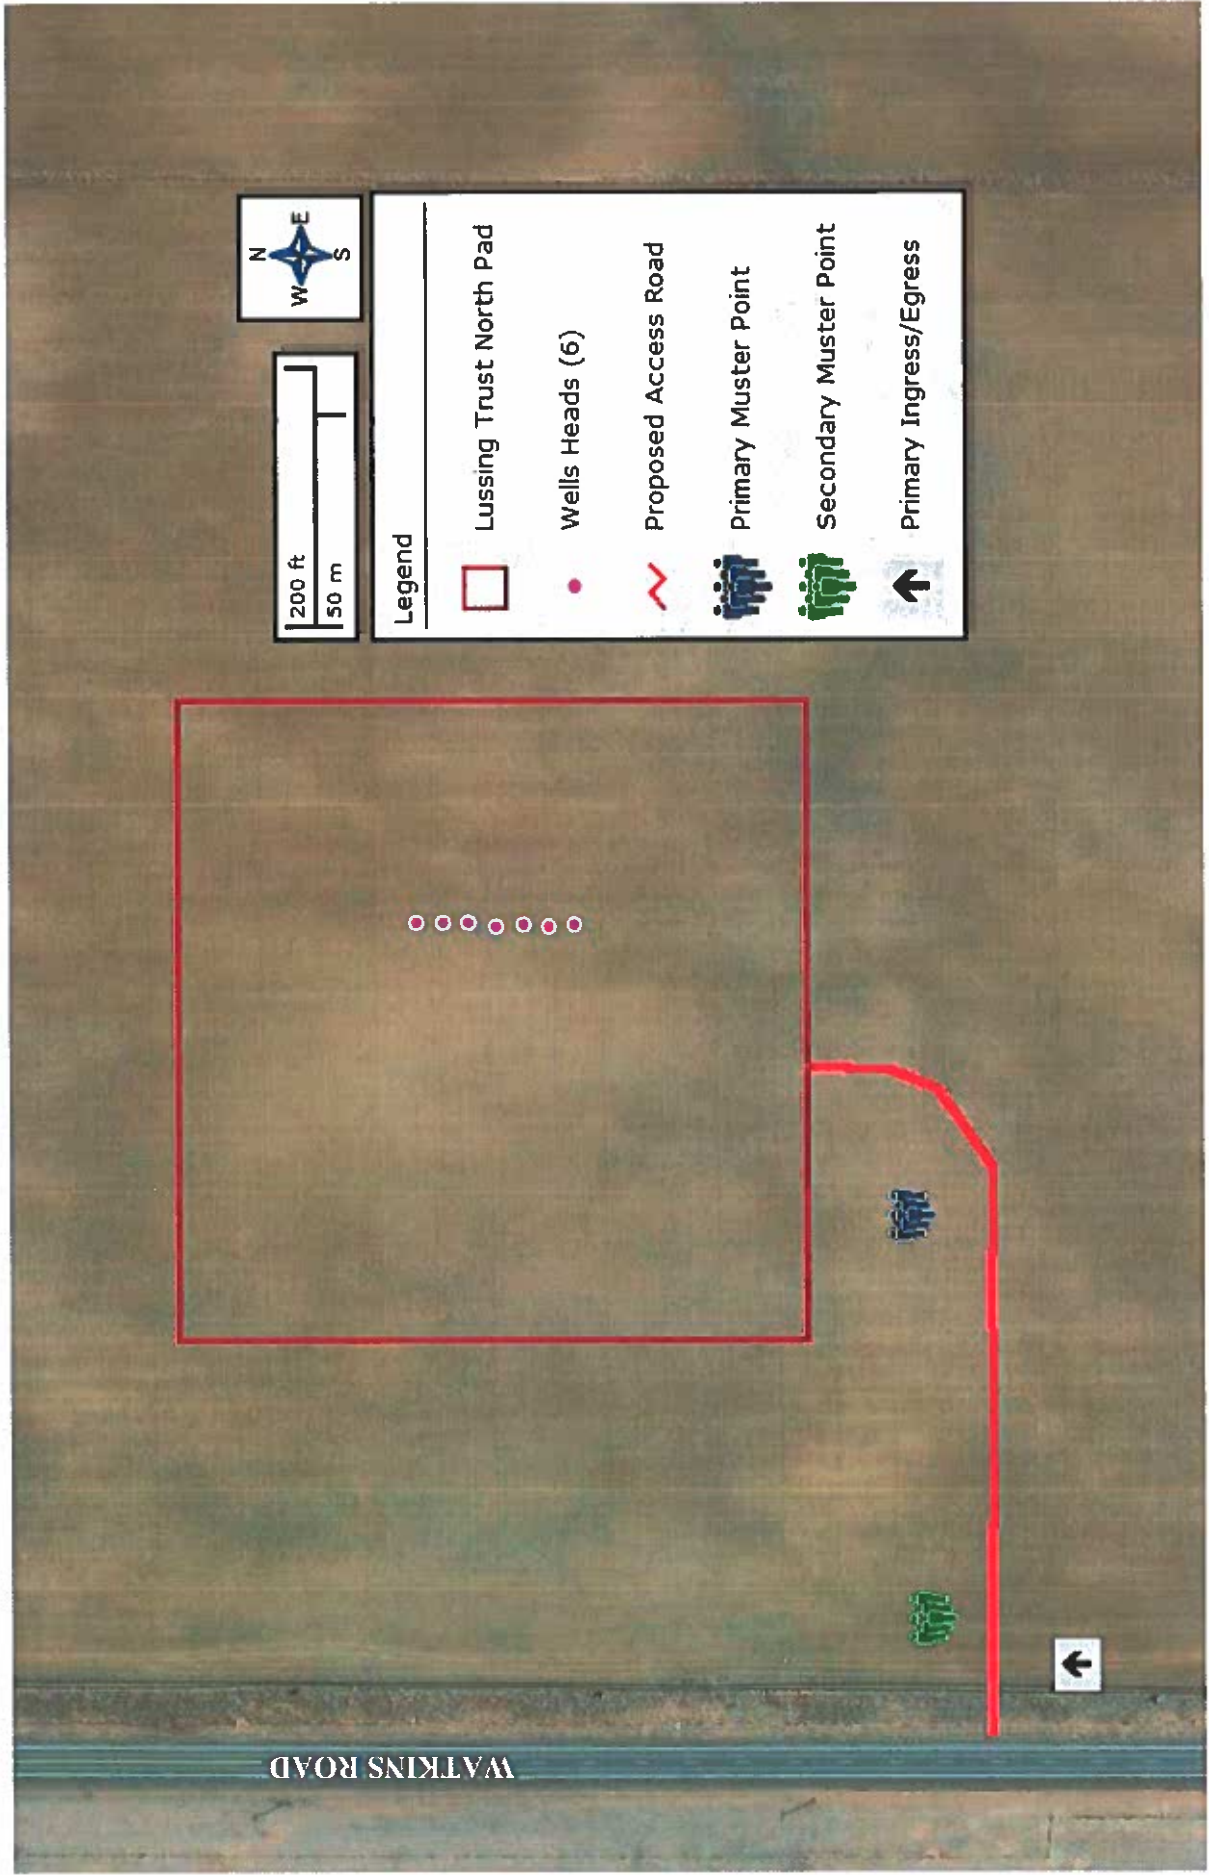 N
W E
S
200 ft
50 m
Legend
Lussing Trust North Pad
Wells Heads (6)
Proposed Access Road
Primary Muster Point
Secondary Muster Point
Primary Ingress/Egress
WATKINS ROAD